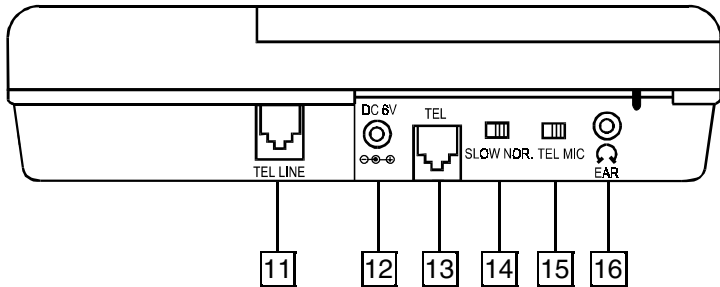 DC 6V
TEL
TEL LINE
SLOW NOR.
TEL MIC
EAR
11
12
13
14
15
16